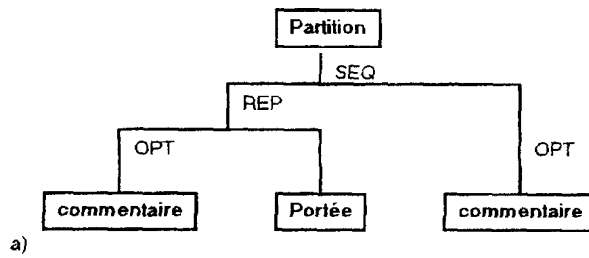 Partition
SEQ
REP
OPT
OPT
commentaire
Portée
commentaire
a)